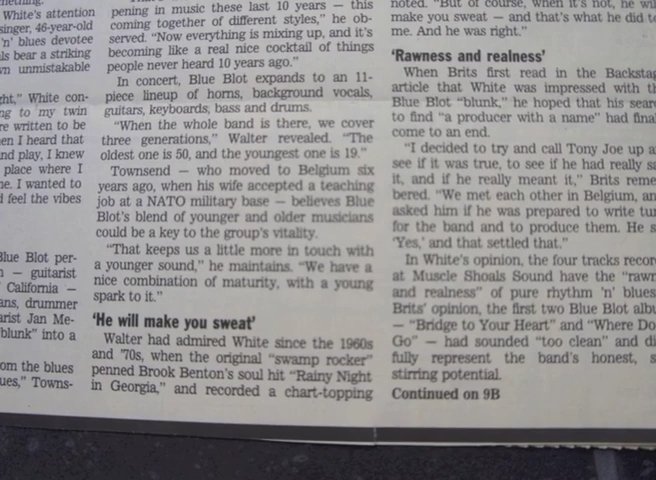 White's attention
singer, 46-year-old
'n' blues devotee
ls bear a striking
wn unmistakable
ght," White con-
ng to my twin
re written to be
en I heard that
nd play, I knew
place where I
ne. I wanted to
d feel the vibes
Blue Blot per-
guitarist
California —
ans, drummer
arist Jan Me-
blunk" into a
om the blues
ues," Towns-
pening in music these last 10 years — this
coming together of different styles," he ob-
served. "Now everything is mixing up, and it's
becoming like a real nice cocktail of things
people never heard 10 years ago."
In concert, Blue Blot expands to an 11-
piece lineup of horns, background vocals,
guitars, keyboards, bass and drums.
"When the whole band is there, we cover
three generations," Walter revealed. "The
oldest one is 50, and the youngest one is 19."
Townsend — who moved to Belgium six
years ago, when his wife accepted a teaching
job at a NATO military base — believes Blue
Blot's blend of younger and older musicians
could be a key to the group's vitality.
"That keeps us a little more in touch with
a younger sound," he maintains. "We have a
nice combination of maturity, with a young
spark to it."
'He will make you sweat'
Walter had admired White since the 1960s
and '70s, when the original "swamp rocker"
penned Brook Benton's soul hit "Rainy Night
in Georgia," and recorded a chart-topping
noted. "But of course, when it's not, he wil
make you sweat — and that's what he did to
me. And he was right."
'Rawness and realness'
When Brits first read in the Backstag
article that White was impressed with th
Blue Blot "blunk," he hoped that his sear
to find "a producer with a name" had final
come to an end.
"I decided to try and call Tony Joe up a
see if it was true, to see if he had really sa
it, and if he really meant it," Brits reme
bered. "We met each other in Belgium, an
asked him if he was prepared to write tu
for the band and to produce them. He s
'Yes,' and that settled that."
In White's opinion, the four tracks recor
at Muscle Shoals Sound have the "rawn
and realness" of pure rhythm 'n' blues
Brits' opinion, the first two Blue Blot albu
— "Bridge to Your Heart" and "Where Do
Go" — had sounded "too clean" and di
fully represent the band's honest, s
stirring potential.
Continued on 9B